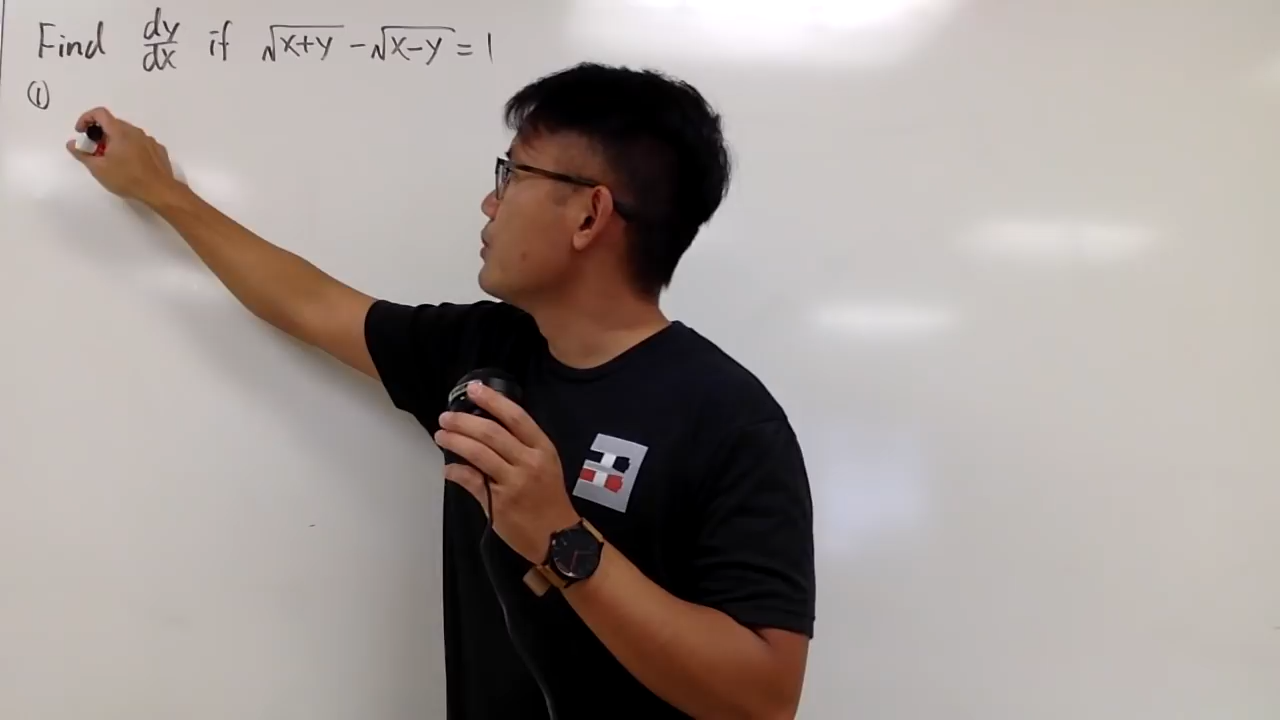 Find dy/dx if √x+y - √x-y = 1
①